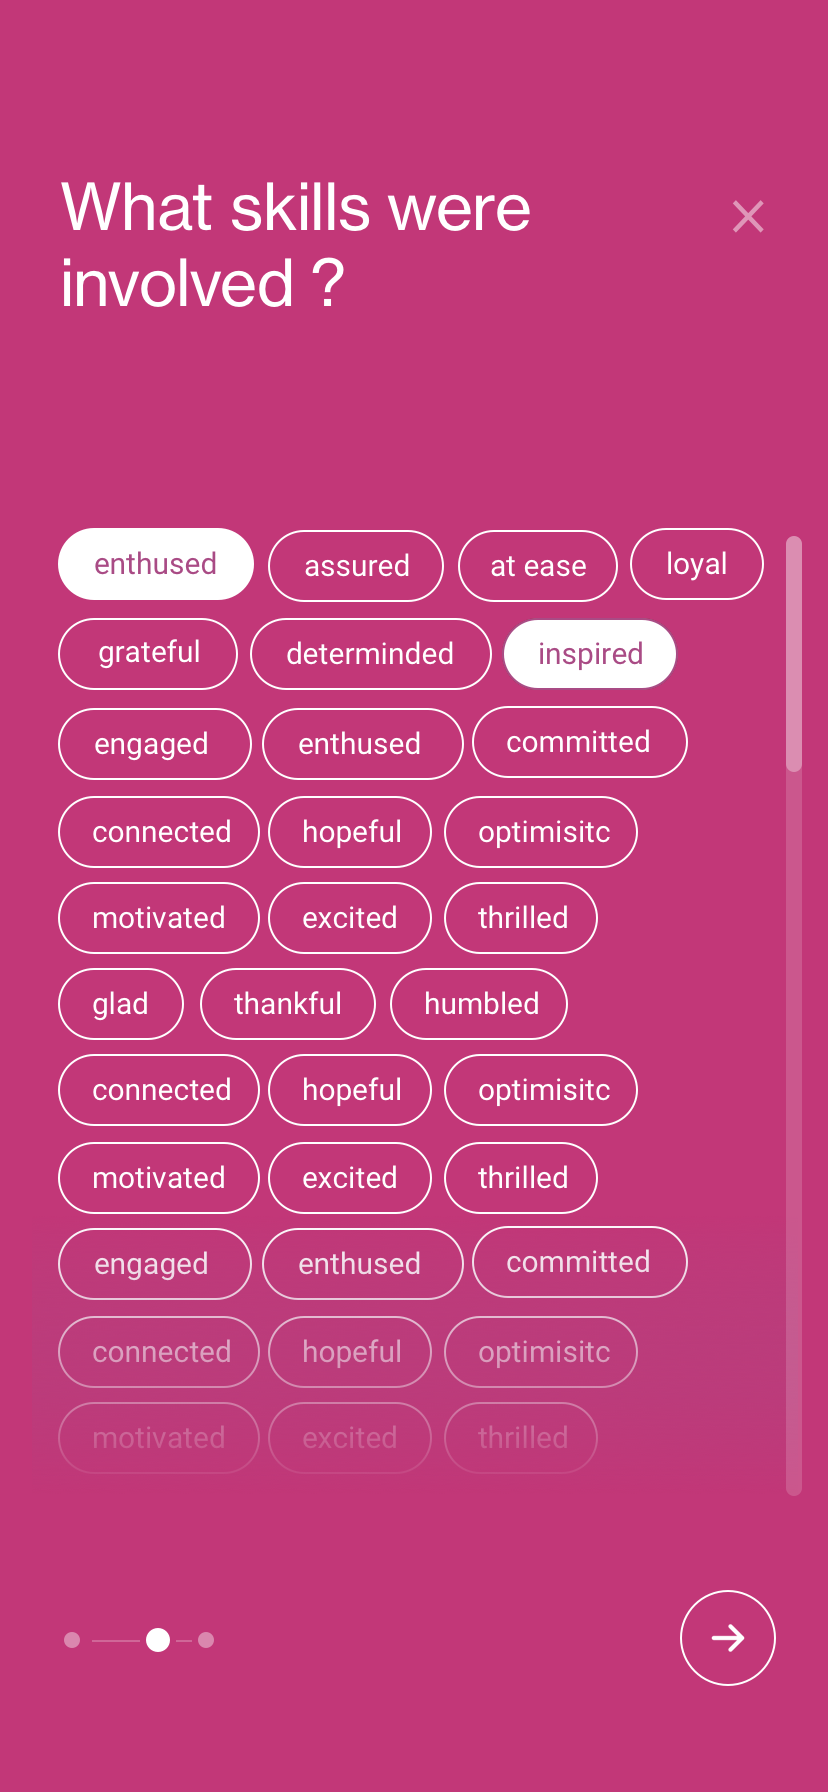 What skills were
involved ?
enthused assured at ease loyal
grateful determinded inspired
engaged enthused committed
connected hopeful optimisitc
motivated excited thrilled
glad thankful humbled
connected hopeful optimisitc
motivated excited thrilled
engaged enthused committed
connected hopeful optimisitc
motivated excited thrilled